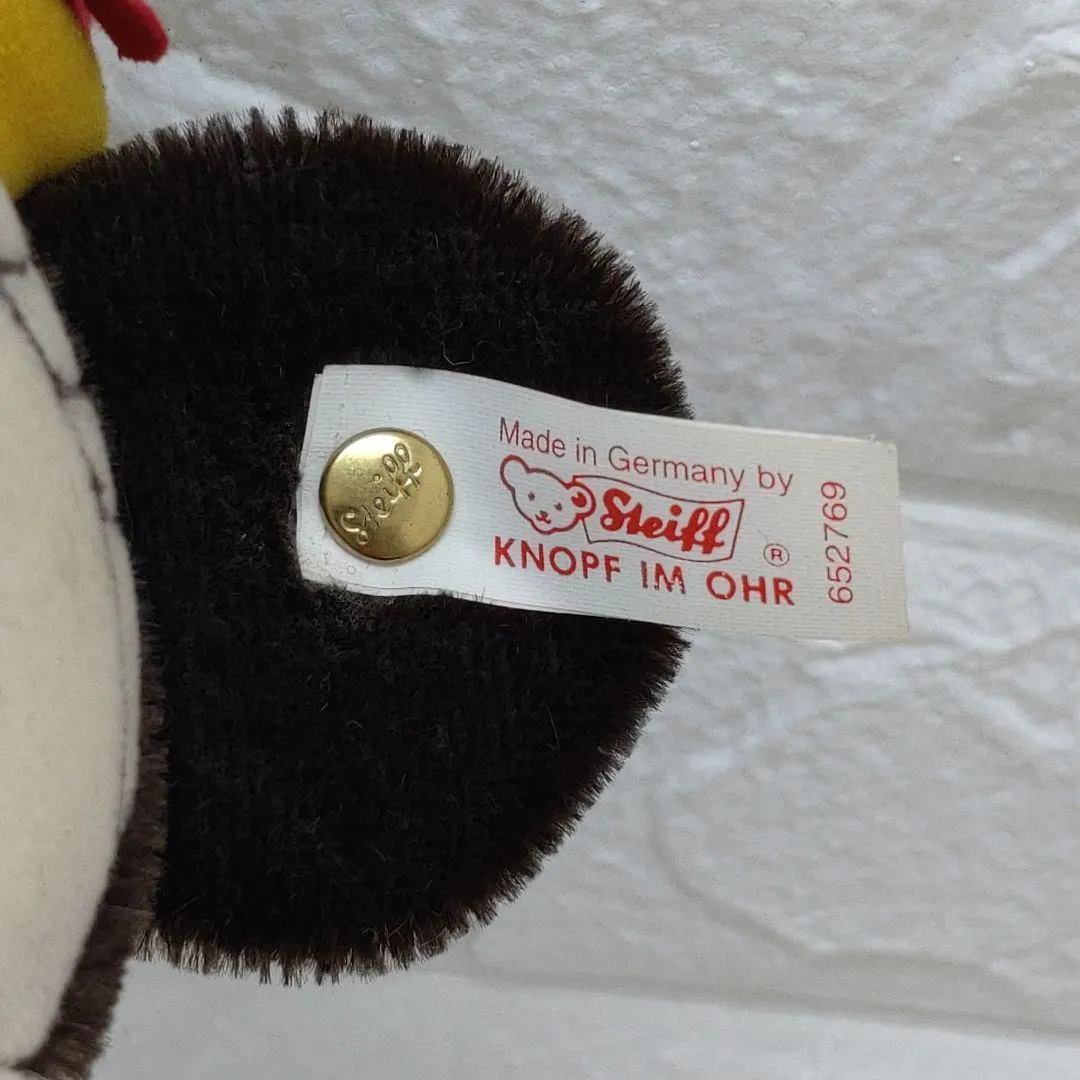 Steiff
Made in Germany by
Steiff
®
KNOPF IM OHR
652769